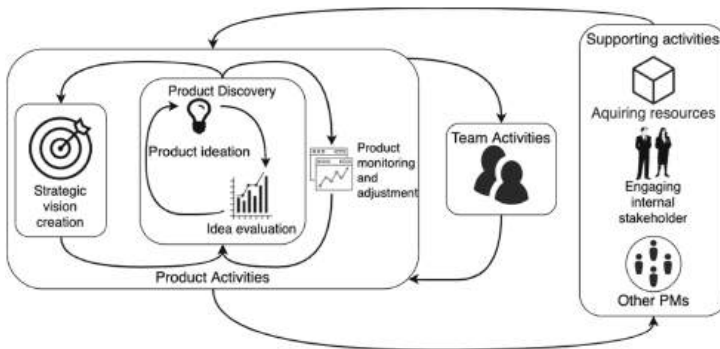 Supporting activities
Product Discovery
Product ideation
Idea evaluation
Strategic
vision
creation
Product
monitoring
and
adjustment
Product Activities
Team Activities
Aquiring resources
Engaging
internal
stakeholder
Other PMs